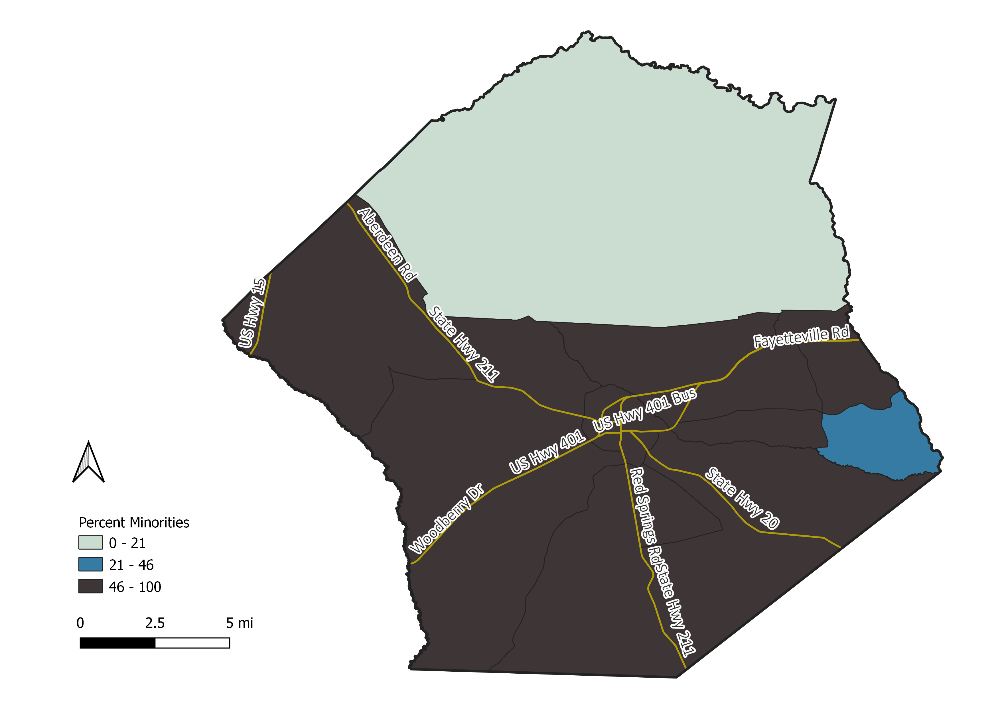 Aberdeen Rd
US Hwy 15
State Hwy 211
Fayetteville Rd
US Hwy 401 Bus
US Hwy 401
Woodberry Dr
Red Springs Rd
State Hwy 20
State Hwy 211
Percent Minorities
0 - 21
21 - 46
46 - 100
0 2.5 5 mi